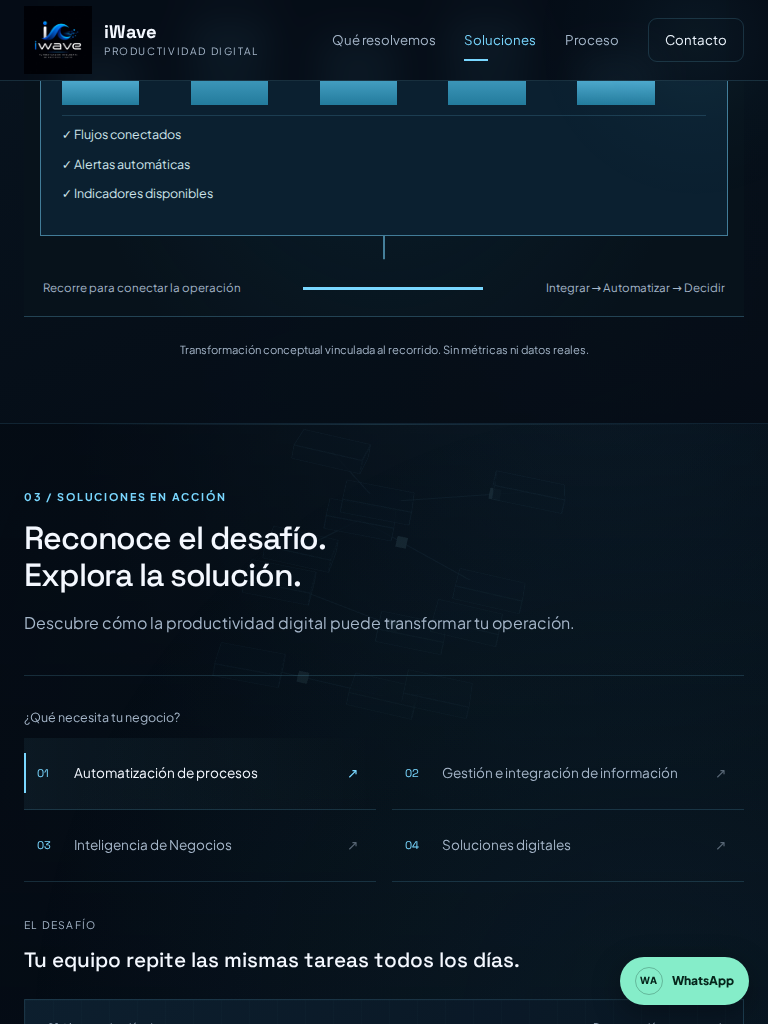 iwave
iWave
PRODUCTIVIDAD DIGITAL
Qué resolvemos
Soluciones
Proceso
Contacto
✓ Flujos conectados
✓ Alertas automáticas
✓ Indicadores disponibles
Recorre para conectar la operación
Integrar → Automatizar → Decidir
Transformación conceptual vinculada al recorrido. Sin métricas ni datos reales.
03 / SOLUCIONES EN ACCIÓN
Reconoce el desafío.
Explora la solución.
Descubre cómo la productividad digital puede transformar tu operación.
¿Qué necesita tu negocio?
01 Automatización de procesos ↗
02 Gestión e integración de información ↗
03 Inteligencia de Negocios ↗
04 Soluciones digitales ↗
EL DESAFÍO
Tu equipo repite las mismas tareas todos los días.
WA WhatsApp